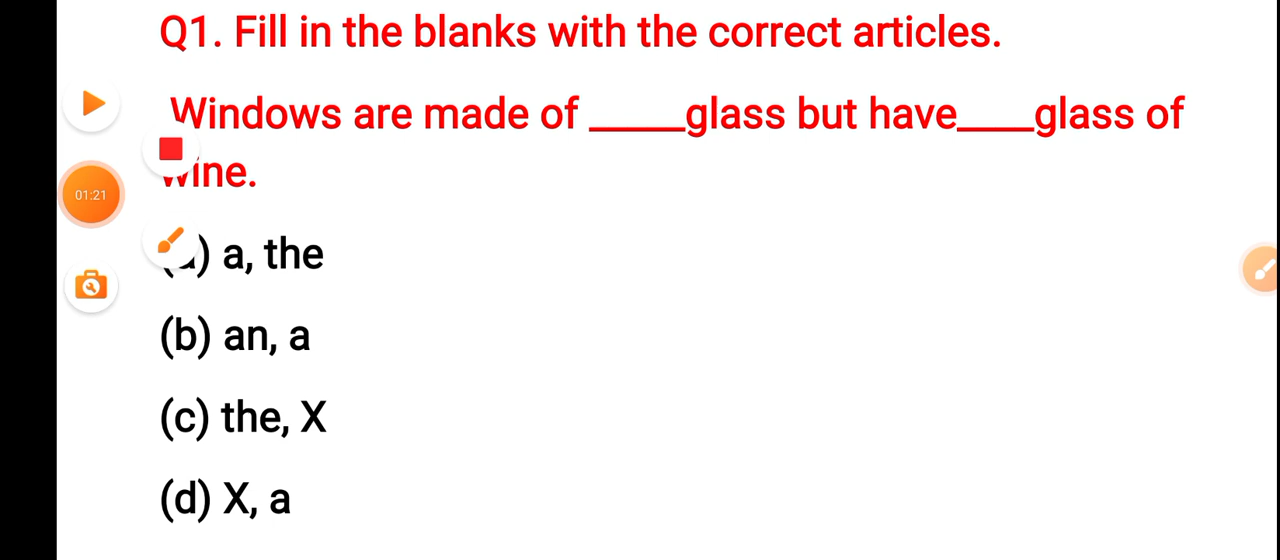 Q1. Fill in the blanks with the correct articles.
Windows are made of _____glass but have____glass of
wine.
01:21
(a) a, the
(b) an, a
(c) the, X
(d) X, a